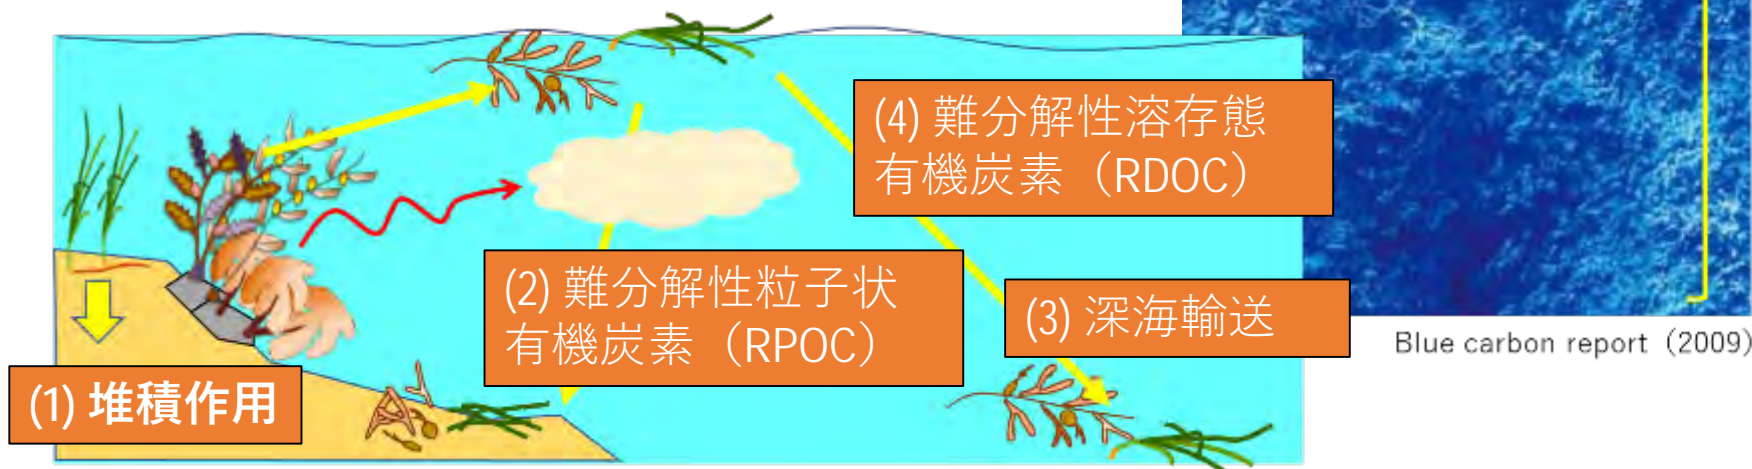 (4) 難分解性溶存態
有機炭素（RDOC）
(2) 難分解性粒子状
有機炭素（RPOC）
(3) 深海輸送
Blue carbon report (2009)
(1) 堆積作用